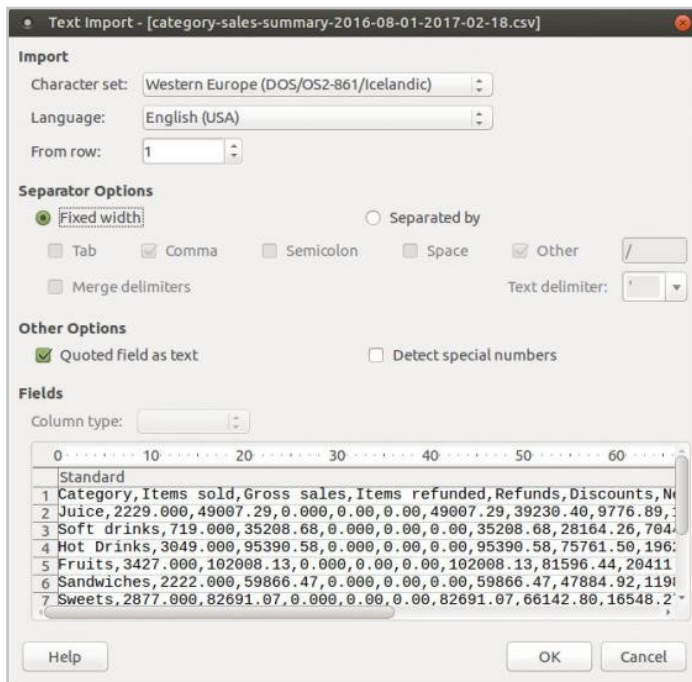 Text Import - [category-sales-summary-2016-08-01-2017-02-18.csv]
Import
Character set: Western Europe (DOS/OS2-861/Icelandic)
Language: English (USA)
From row: 1
Separator Options
Fixed width Separated by
Tab Comma Semicolon Space Other /
Merge delimiters Text delimiter: '
Other Options
Quoted field as text Detect special numbers
Fields
Column type:
0 10 20 30 40 50 60
Standard
1 Category,Items sold,Gross sales,Items refunded,Refunds,Discounts,Ne
2 Juice,2229.000,49007.29,0.000,0.00,0.00,49007.29,39230.40,9776.89,
3 Soft drinks,719.000,35208.68,0.000,0.00,0.00,35208.68,28164.26,704
4 Hot Drinks,3049.000,95390.58,0.000,0.00,0.00,95390.58,75761.50,1962
5 Fruits,3427.000,102008.13,0.000,0.00,0.00,102008.13,81596.44,20411
6 Sandwiches,2222.000,59866.47,0.000,0.00,0.00,59866.47,47884.92,1198
7 Sweets,2877.000,82691.07,0.000,0.00,0.00,82691.07,66142.80,16548.2
Help OK Cancel